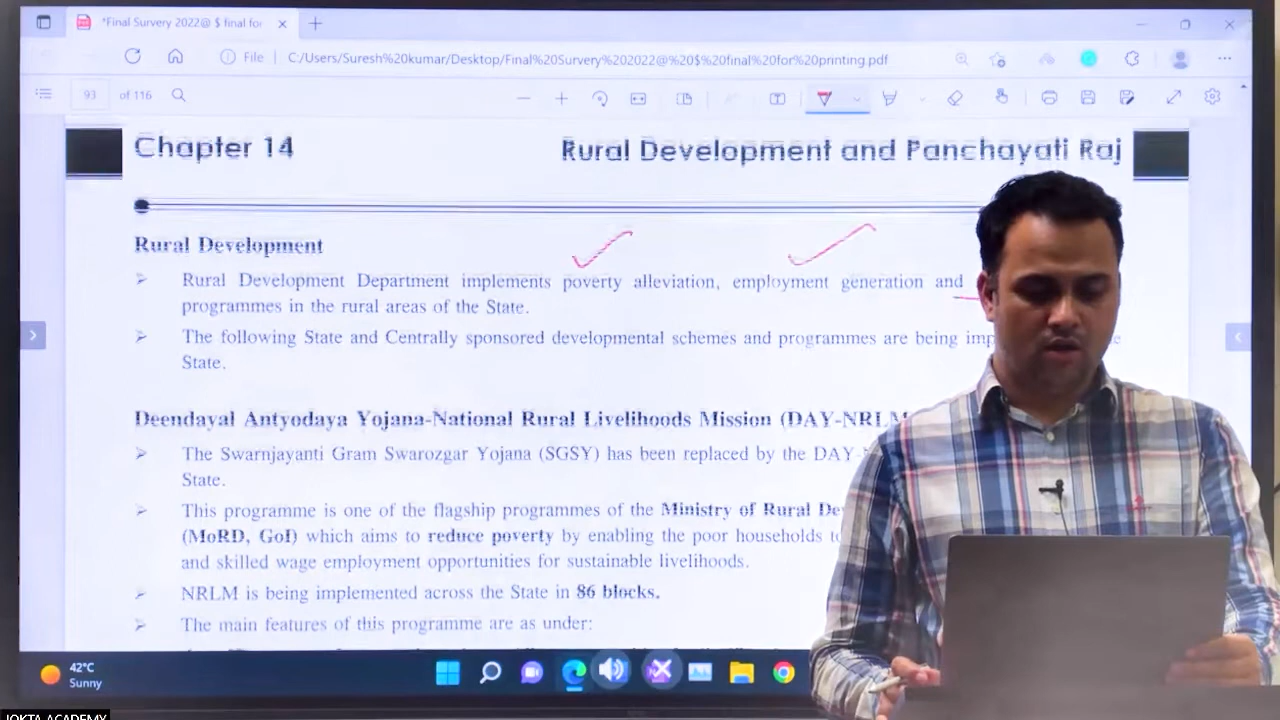 *Final Survery 2022@ $ final for
File C:/Users/Suresh%20kumar/Desktop/Final%20Survery%202022@%20$%20final%20for%20printing.pdf
93 of 116
Chapter 14 Rural Development and Panchayati Raj
Rural Development
Rural Development Department implements poverty alleviation, employment generation and
programmes in the rural areas of the State.
The following State and Centrally sponsored developmental schemes and programmes are being imp
State.
Deendayal Antyodaya Yojana-National Rural Livelihoods Mission (DAY-NRLM
The Swarnjayanti Gram Swarozgar Yojana (SGSY) has been replaced by the DAY-
State.
This programme is one of the flagship programmes of the Ministry of Rural De
(MoRD, GoI) which aims to reduce poverty by enabling the poor households to
and skilled wage employment opportunities for sustainable livelihoods.
NRLM is being implemented across the State in 86 blocks.
The main features of this programme are as under:
42°C
Sunny
JOKTA ACADEMY